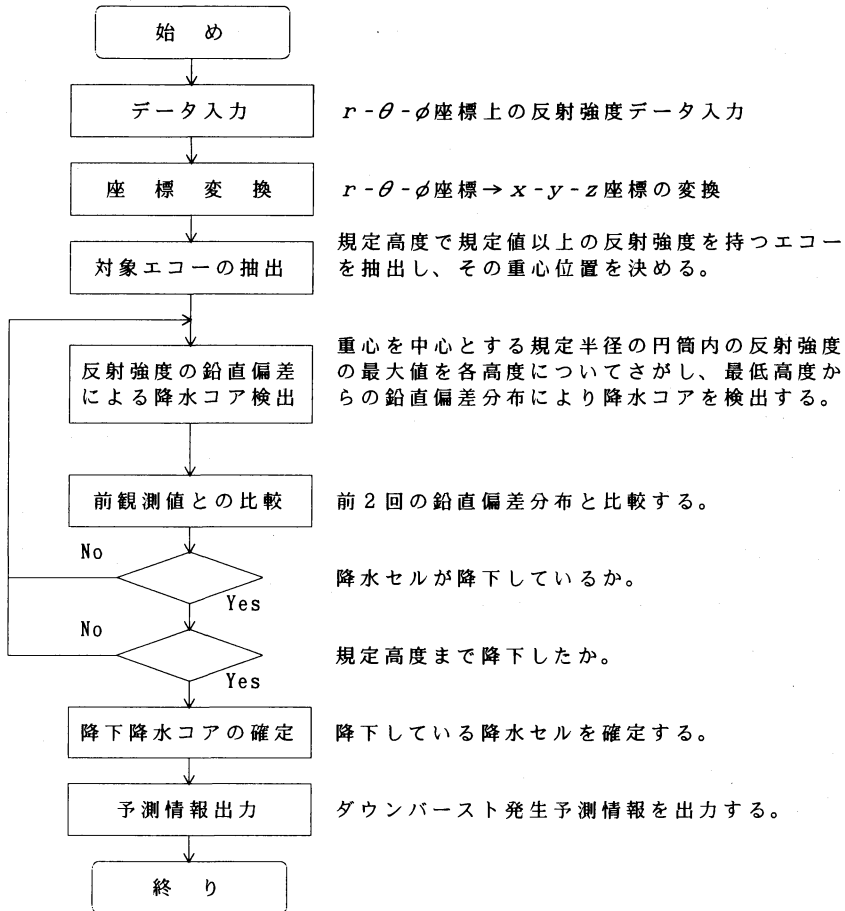 始め
データ入力
r-θ-φ座標上の反射強度データ入力
座標変換
r-θ-φ座標→x-y-z座標の変換
対象エコーの抽出
規定高度で規定値以上の反射強度を持つエコー
を抽出し、その重心位置を決める。
反射強度の鉛直偏差
による降水コア検出
重心を中心とする規定半径の円筒内の反射強度
の最大値を各高度についてさがし、最低高度か
らの鉛直偏差分布により降水コアを検出する。
前観測値との比較
前2回の鉛直偏差分布と比較する。
No
降水セルが降下しているか。
Yes
No
規定高度まで降下したか。
Yes
降下降水コアの確定
降下している降水セルを確定する。
予測情報出力
ダウンバースト発生予測情報を出力する。
終り